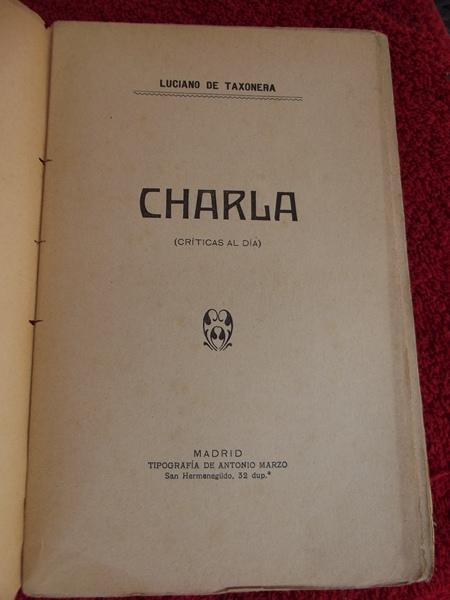 LUCIANO DE TAXONERA
CHARLA
(CRÍTICAS AL DÍA)
MADRID
TIPOGRAFÍA DE ANTONIO MARZO
San Hermenegildo, 32 dup.º